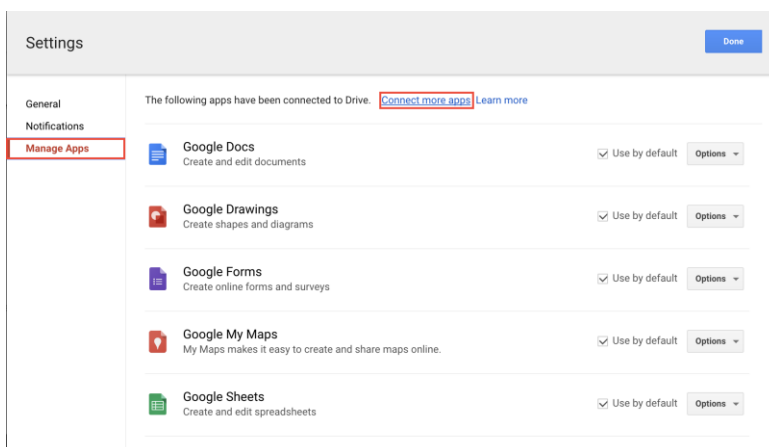 Settings
Done
General
Notifications
Manage Apps
The following apps have been connected to Drive. Connect more apps Learn more
Google Docs
Create and edit documents
Use by default
Options
Google Drawings
Create shapes and diagrams
Use by default
Options
Google Forms
Create online forms and surveys
Use by default
Options
Google My Maps
My Maps makes it easy to create and share maps online.
Use by default
Options
Google Sheets
Create and edit spreadsheets
Use by default
Options